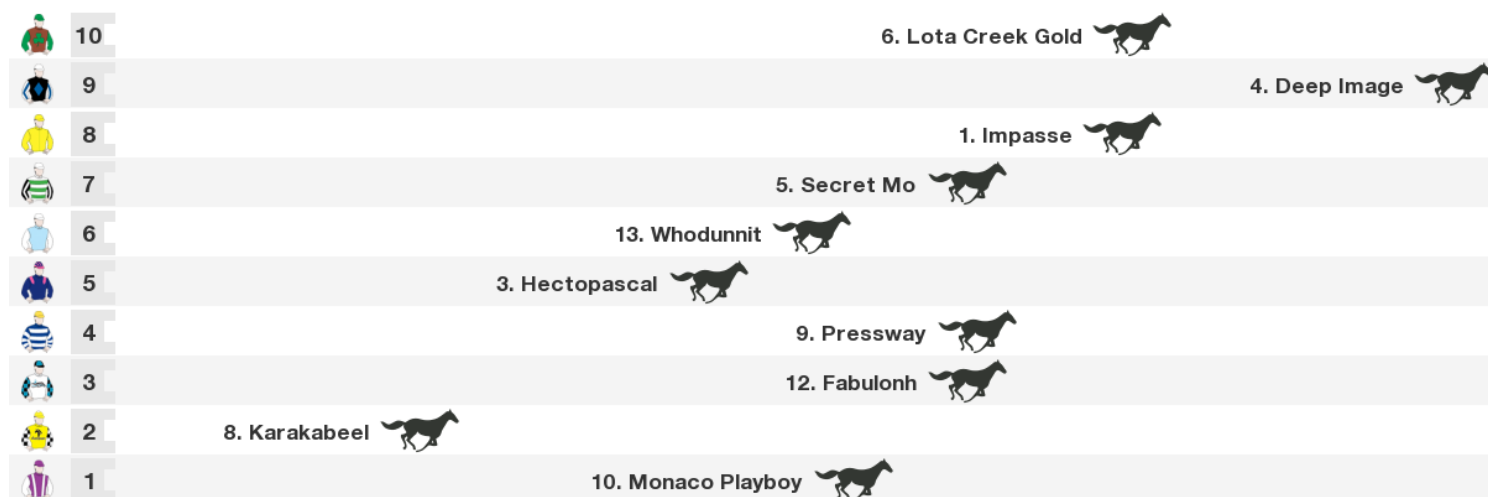 10 6. Lota Creek Gold
9 4. Deep Image
8 1. Impasse
7 5. Secret Mo
6 13. Whodunnit
5 3. Hectopascal
4 9. Pressway
3 12. Fabulonh
2 8. Karakabeel
1 10. Monaco Playboy